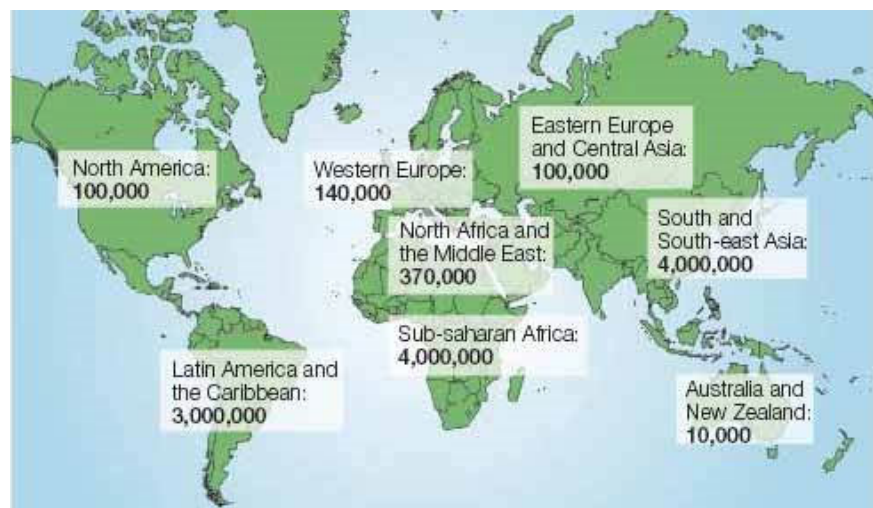 North America:
100,000
Western Europe:
140,000
Eastern Europe
and Central Asia:
100,000
North Africa and
the Middle East:
370,000
South and
South-east Asia:
4,000,000
Sub-saharan Africa:
4,000,000
Latin America and
the Caribbean:
3,000,000
Australia and
New Zealand:
10,000